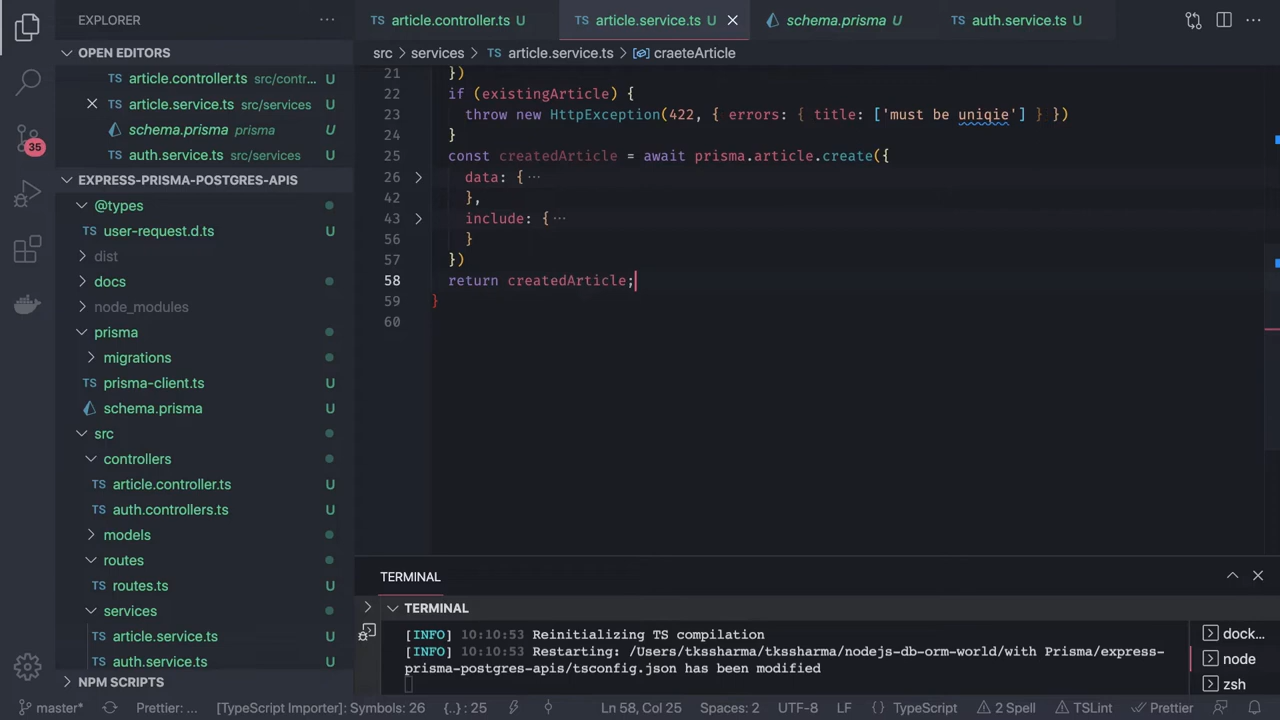 EXPLORER
OPEN EDITORS
TS article.controller.ts src/contr...
TS article.service.ts src/services
schema.prisma prisma
TS auth.service.ts src/services
EXPRESS-PRISMA-POSTGRES-APIS
@types
TS user-request.d.ts U
dist
docs
node_modules
prisma
migrations
TS prisma-client.ts U
schema.prisma U
src
controllers
TS article.controller.ts U
TS auth.controllers.ts U
models
routes
TS routes.ts U
services
TS article.service.ts U
TS auth.service.ts U
NPM SCRIPTS
35
TS article.controller.ts U
TS article.service.ts U
schema.prisma U
TS auth.service.ts U
src > services > TS article.service.ts > craeteArticle
21 })
22 if (existingArticle) {
23 throw new HttpException(422, { errors: { title: ['must be uniqie'] } })
24 }
25 const createdArticle = await prisma.article.create({
26 data: { ···
42 },
43 include: { ···
56 }
57 })
58 return createdArticle;
59 }
60
TERMINAL
TERMINAL
[INFO] 10:10:53 Reinitializing TS compilation
[INFO] 10:10:53 Restarting: /Users/tkssharma/nodejs-db-orm-world/with Prisma/express-
prisma-postgres-apis/tsconfig.json has been modified
dock...
node
zsh
master* Prettier: ... [TypeScript Importer]: Symbols: 26 {..} : 25 Ln 58, Col 25 Spaces: 2 UTF-8 LF {} TypeScript 2 Spell TSLint Prettier